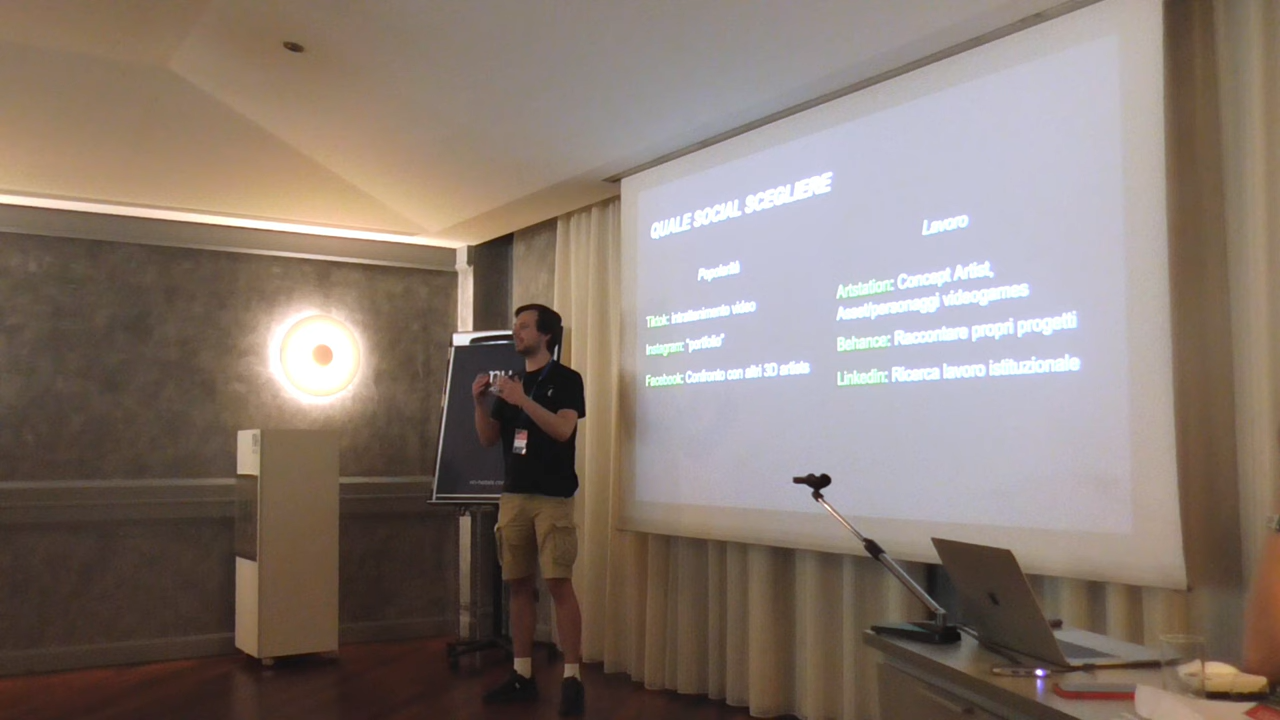 QUALE SOCIAL SCEGLIERE
Popolarità
Tiktok: Intrattenimento video
Instagram: "portfolio"
Facebook: Confronto con altri 3D artists
Lavoro
Artstation: Concept Artist,
Asset/personaggi videogames
Behance: Raccontare propri progetti
Linkedin: Ricerca lavoro istituzionale